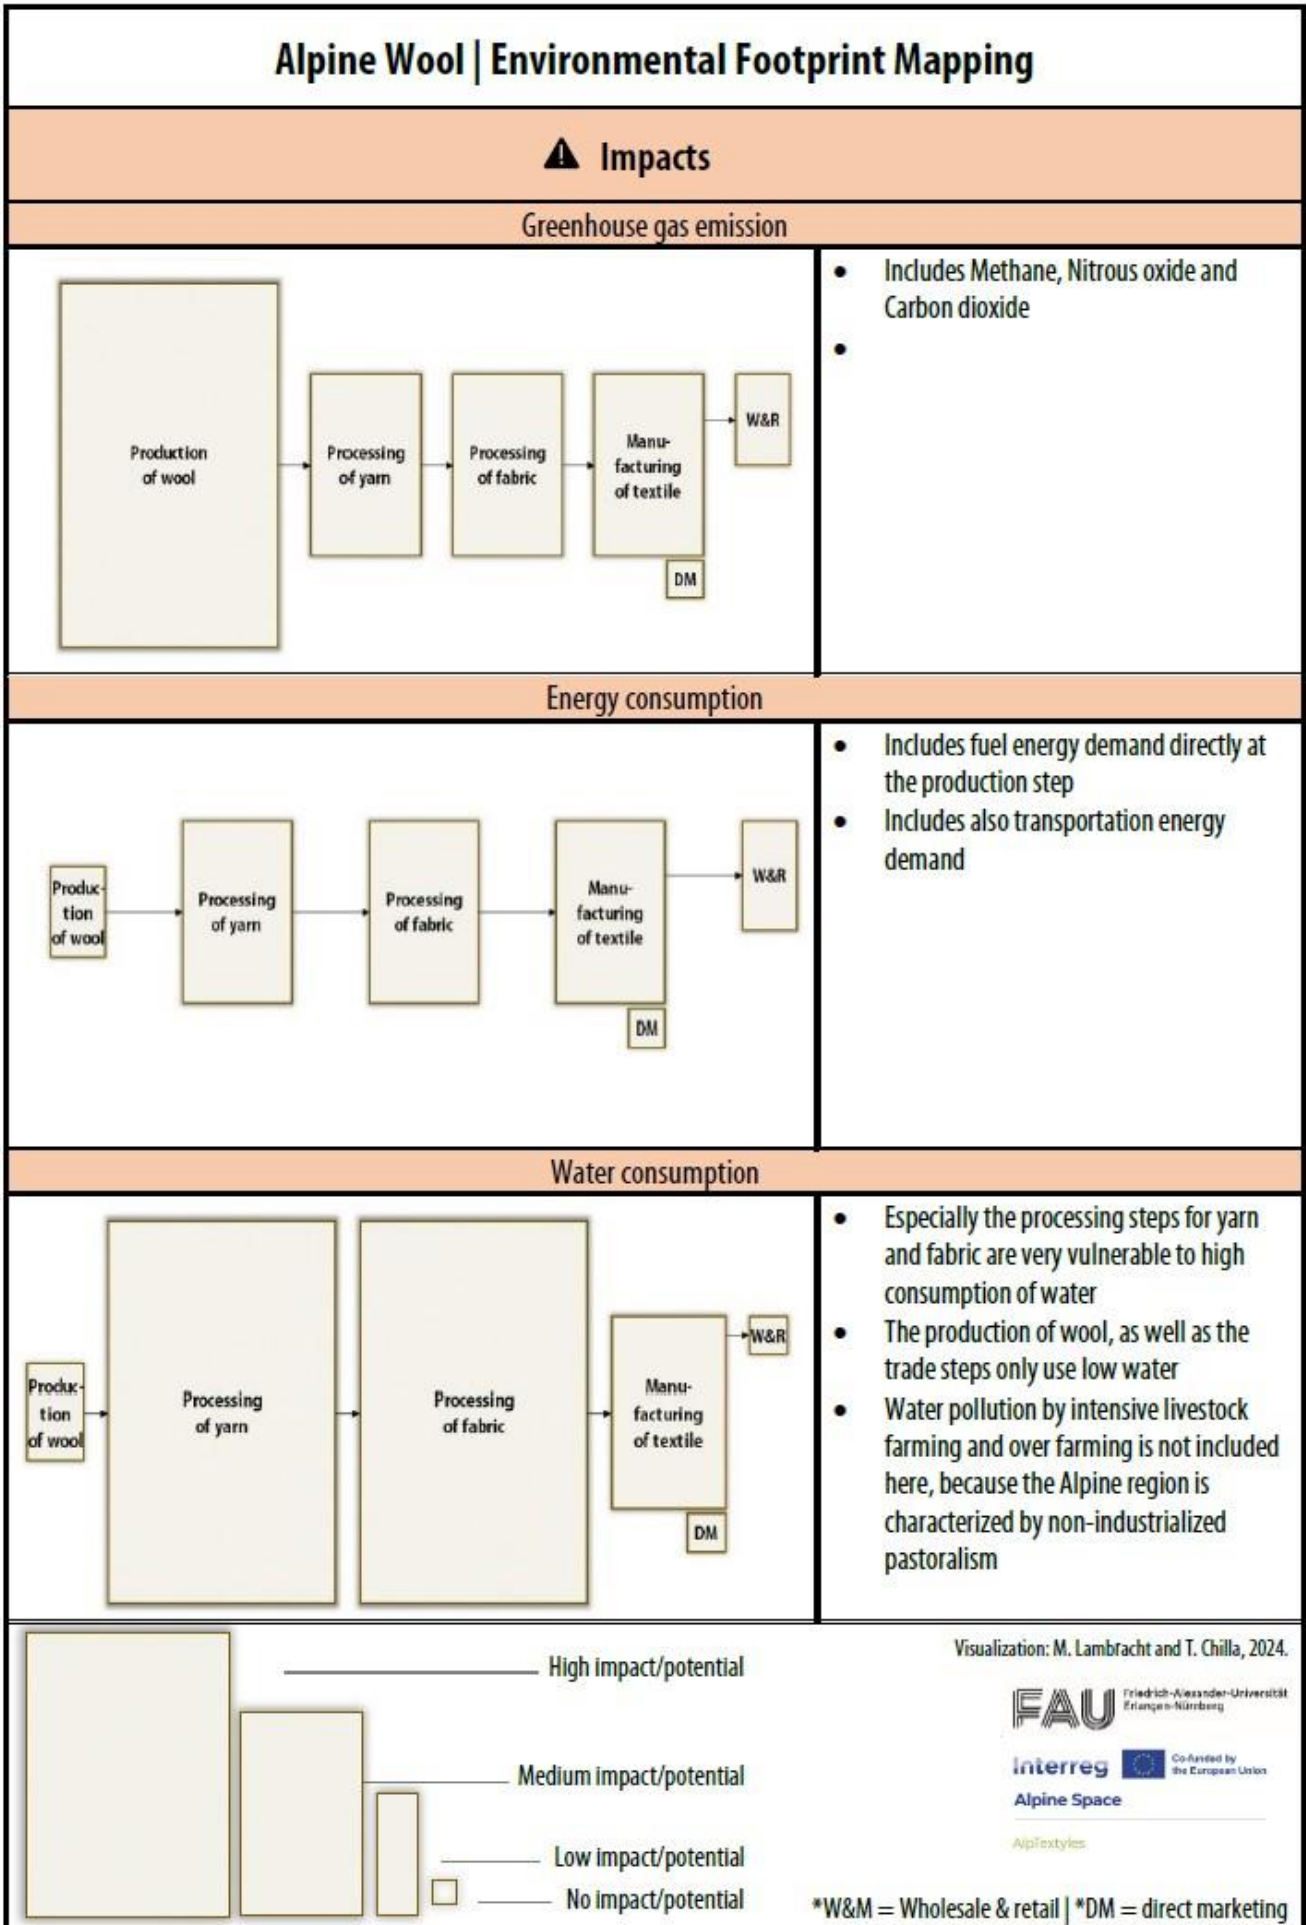 Alpine Wool | Environmental Footprint Mapping
Impacts
Greenhouse gas emission
Production
of wool
Processing
of yarn
Processing
of fabric
Manu-
facturing
of textile
W&R
DM
• Includes Methane, Nitrous oxide and
Carbon dioxide
•
Energy consumption
Produc-
tion
of wool
Processing
of yarn
Processing
of fabric
Manu-
facturing
of textile
W&R
DM
• Includes fuel energy demand directly at
the production step
• Includes also transportation energy
demand
Water consumption
Produc-
tion
of wool
Processing
of yarn
Processing
of fabric
Manu-
facturing
of textile
W&R
DM
• Especially the processing steps for yarn
and fabric are very vulnerable to high
consumption of water
• The production of wool, as well as the
trade steps only use low water
• Water pollution by intensive livestock
farming and over farming is not included
here, because the Alpine region is
characterized by non-industrialized
pastoralism
High impact/potential
Medium impact/potential
Low impact/potential
No impact/potential
Visualization: M. Lambracht and T. Chilla, 2024.
FAU
Friedrich-Alexander-Universität
Erlangen-Nürnberg
Interreg
Co-funded by
the European Union
Alpine Space
AlpTextyles
*W&M = Wholesale & retail | *DM = direct marketing